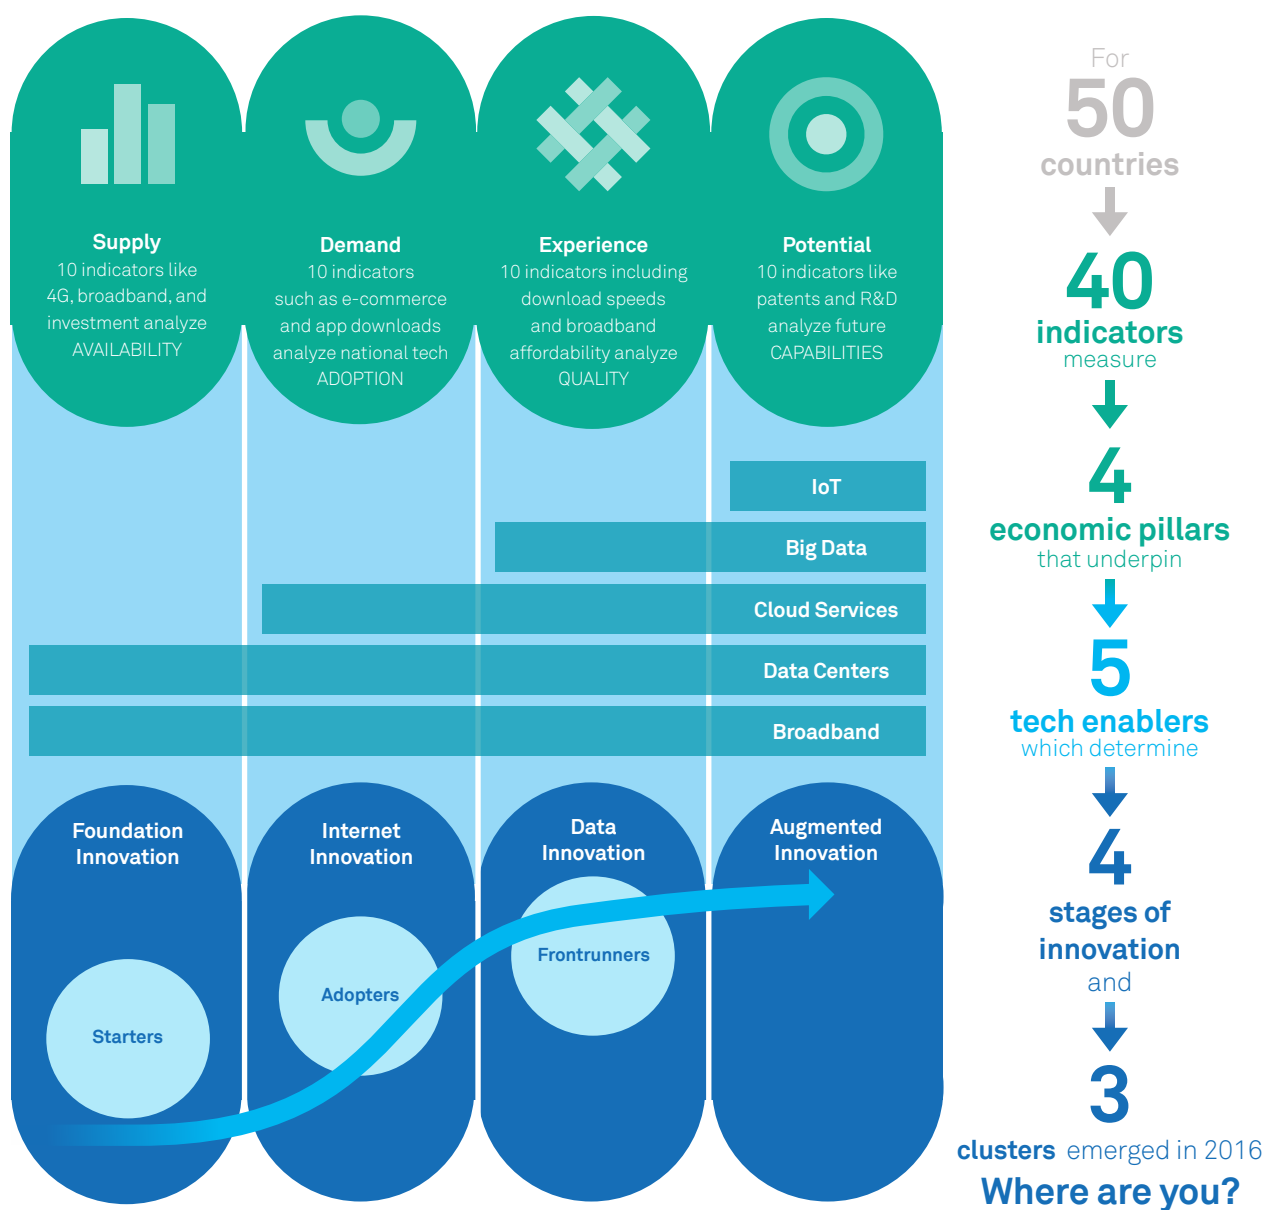 Supply
10 indicators like
4G, broadband, and
investment analyze
AVAILABILITY
Demand
10 indicators
such as e-commerce
and app downloads
analyze national tech
ADOPTION
Experience
10 indicators including
download speeds
and broadband
affordability analyze
QUALITY
Potential
10 indicators like
patents and R&D
analyze future
CAPABILITIES
IoT
Big Data
Cloud Services
Data Centers
Broadband
Foundation
Innovation
Starters
Internet
Innovation
Adopters
Data
Innovation
Frontrunners
Augmented
Innovation
For
50
countries
40
indicators
measure
4
economic pillars
that underpin
5
tech enablers
which determine
4
stages of
innovation
and
3
clusters emerged in 2016
Where are you?